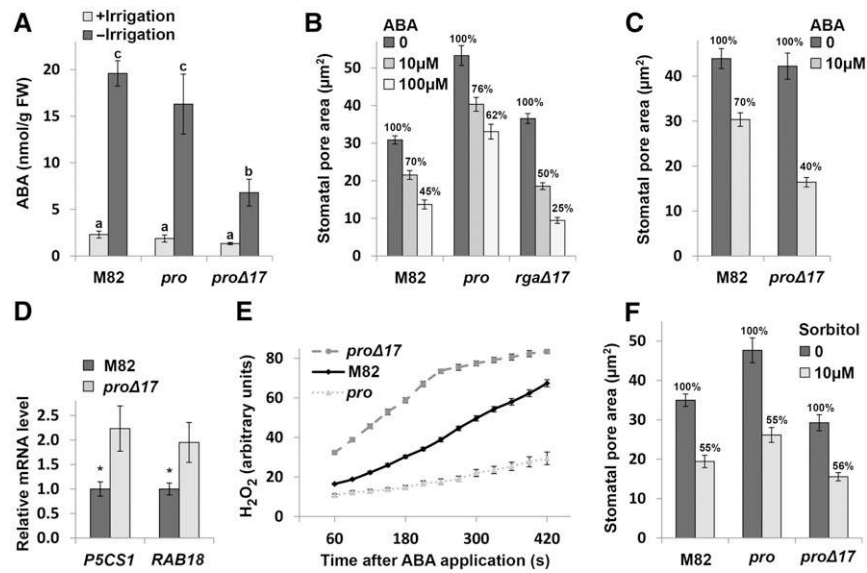 A
+Irrigation
−Irrigation
ABA (nmol/g FW)
25
20
15
10
5
0
a
c
a
c
a
b
M82
pro
proΔ17
B
ABA
0
10µM
100µM
Stomatal pore area (µm²)
50
40
30
20
10
0
100%
70%
45%
100%
76%
62%
100%
50%
25%
M82
pro
rgaΔ17
C
ABA
0
10µM
Stomatal pore area (µm²)
40
30
20
10
0
100%
70%
100%
40%
M82
proΔ17
D
M82
proΔ17
Relative mRNA level
2.5
2.0
1.5
1.0
0.5
0.0
*
*
P5CS1
RAB18
E
proΔ17
M82
pro
H₂O₂ (arbitrary units)
80
60
40
20
0
60
180
300
420
Time after ABA application (s)
F
Sorbitol
0
10µM
Stomatal pore area (µm²)
50
40
30
20
10
0
100%
55%
100%
55%
100%
56%
M82
pro
proΔ17